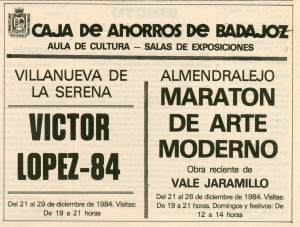 CAJA DE AHORROS DE BADAJOZ
AULA DE CULTURA – SALAS DE EXPOSICIONES
VILLANUEVA DE
LA SERENA
VICTOR
LOPEZ-84
Del 21 al 29 de diciembre de 1984. Visitas:
De 19 a 21 horas
ALMENDRALEJO
MARATON
DE ARTE
MODERNO
Obra reciente de
VALE JARAMILLO
Del 21 al 26 de diciembre de 1984. Visitas:
De 19 a 21 horas. Domingos y festivos: De
12 a 14 horas